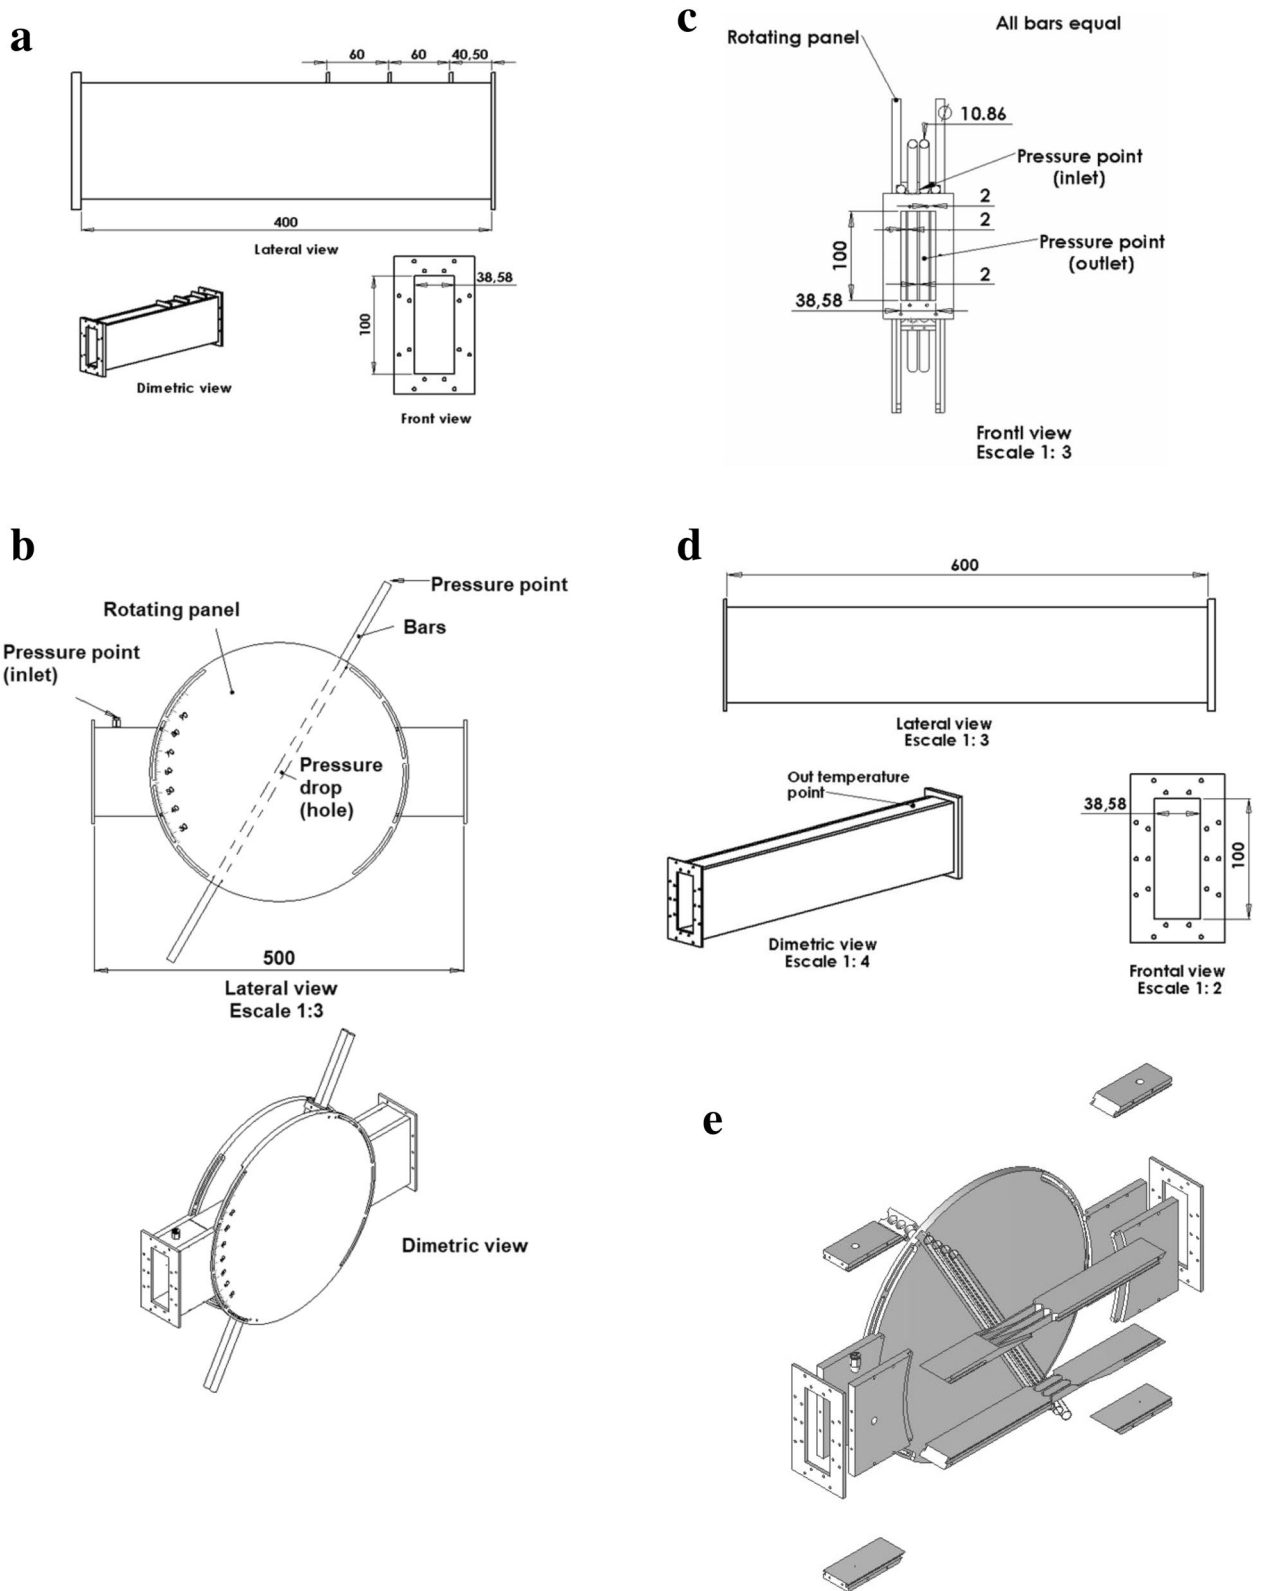 a
60
60
40,50
400
Lateral view
38,58
100
Dimetric view
Front view
c
All bars equal
Rotating panel
10.86
Pressure point
(inlet)
2
2
100
Pressure point
(outlet)
2
38,58
Frontl view
Escale 1: 3
b
Pressure point
Rotating panel
Bars
Pressure point
(inlet)
Pressure
drop
(hole)
500
Lateral view
Escale 1:3
Dimetric view
d
600
Lateral view
Escale 1: 3
Out temperature
point
38,58
100
Dimetric view
Escale 1: 4
Frontal view
Escale 1: 2
e